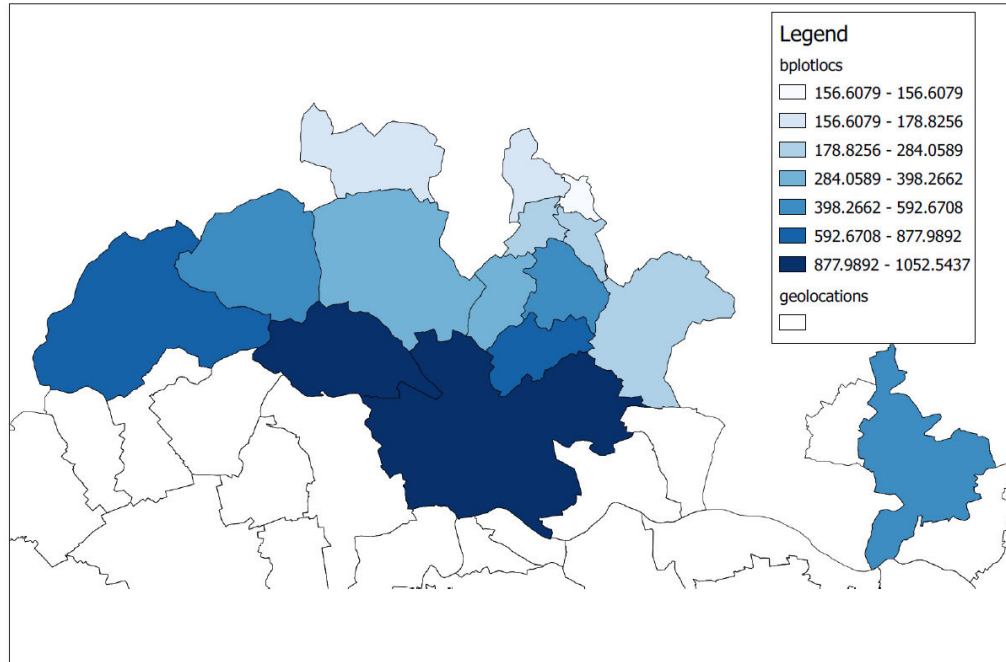 Legend
bplotlocs
156.6079 - 156.6079
156.6079 - 178.8256
178.8256 - 284.0589
284.0589 - 398.2662
398.2662 - 592.6708
592.6708 - 877.9892
877.9892 - 1052.5437
geolocations